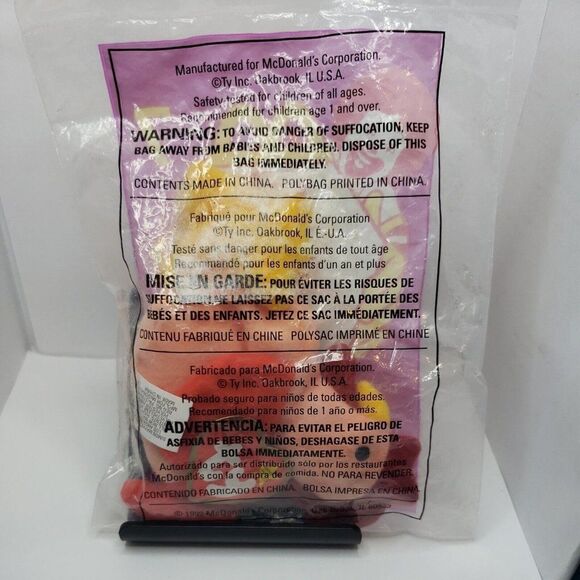 Manufactured for McDonald's Corporation.
©Ty Inc. Oakbrook, IL U.S.A.
Safety tested for children of all ages.
Recommended for children age 1 and over.
WARNING: TO AVOID DANGER OF SUFFOCATION, KEEP
BAG AWAY FROM BABIES AND CHILDREN. DISPOSE OF THIS
BAG IMMEDIATELY.
CONTENTS MADE IN CHINA. POLYBAG PRINTED IN CHINA.
Fabriqué pour McDonald's Corporation
©Ty Inc. Oakbrook, IL É.-U.A.
Testé sans danger pour les enfants de tout âge
Recommandé pour les enfants d'un an et plus
MISE EN GARDE: POUR ÉVITER LES RISQUES DE
SUFFOCATION, NE LAISSEZ PAS CE SAC À LA PORTÉE DES
BÉBÉS ET DES ENFANTS. JETEZ CE SAC IMMÉDIATEMENT.
CONTENU FABRIQUÉ EN CHINE POLYSAC IMPRIMÉ EN CHINE
Fabricado para McDonald's Corporation.
©Ty Inc. Oakbrook, IL U.S.A.
Probado seguro para niños de todas edades.
Recomendado para niños de 1 año o más.
ADVERTENCIA: PARA EVITAR EL PELIGRO DE
ASFIXIA DE BEBES Y NIÑOS, DESHAGASE DE ESTA
BOLSA IMMEDIATAMENTE.
Autorizado para ser distribuido sólo por los restaurantes
McDonald's con la compra de comida. NO PARA REVENDER.
CONTENIDO FABRICADO EN CHINA. BOLSA IMPRESA EN CHINA
McDonald's Corporation,